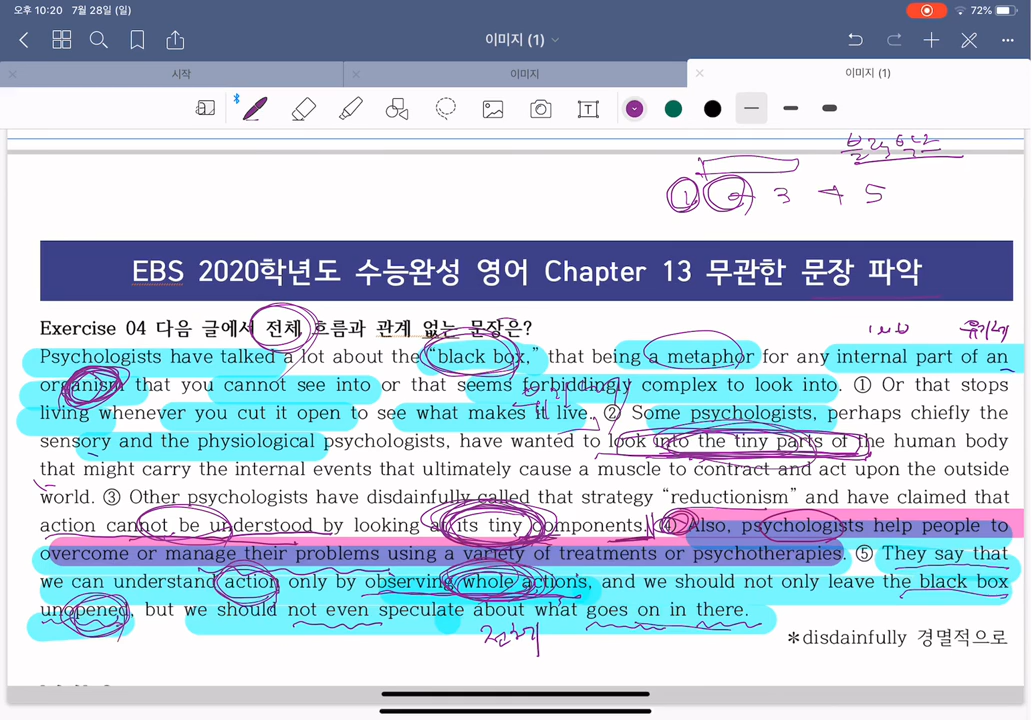 오후 10:20 7월 28일 (일)
72%
이미지 (1)
시작
이미지
이미지 (1)
블랙박스
1 2 3 4 5
EBS 2020학년도 수능완성 영어 Chapter 13 무관한 문장 파악
Exercise 04 다음 글에서 전체 흐름과 관계 없는 문장은?
유기체
Psychologists have talked a lot about the “black box,” that being a metaphor for any internal part of an
organism that you cannot see into or that seems forbiddingly complex to look into. ① Or that stops
living whenever you cut it open to see what makes it live. ② Some psychologists, perhaps chiefly the
sensory and the physiological psychologists, have wanted to look into the tiny parts of the human body
that might carry the internal events that ultimately cause a muscle to contract and act upon the outside
world. ③ Other psychologists have disdainfully called that strategy “reductionism” and have claimed that
action cannot be understood by looking at its tiny components. ④ Also, psychologists help people to
overcome or manage their problems using a variety of treatments or psychotherapies. ⑤ They say that
we can understand action only by observing whole actions, and we should not only leave the black box
unopened, but we should not even speculate about what goes on in there.
*disdainfully 경멸적으로